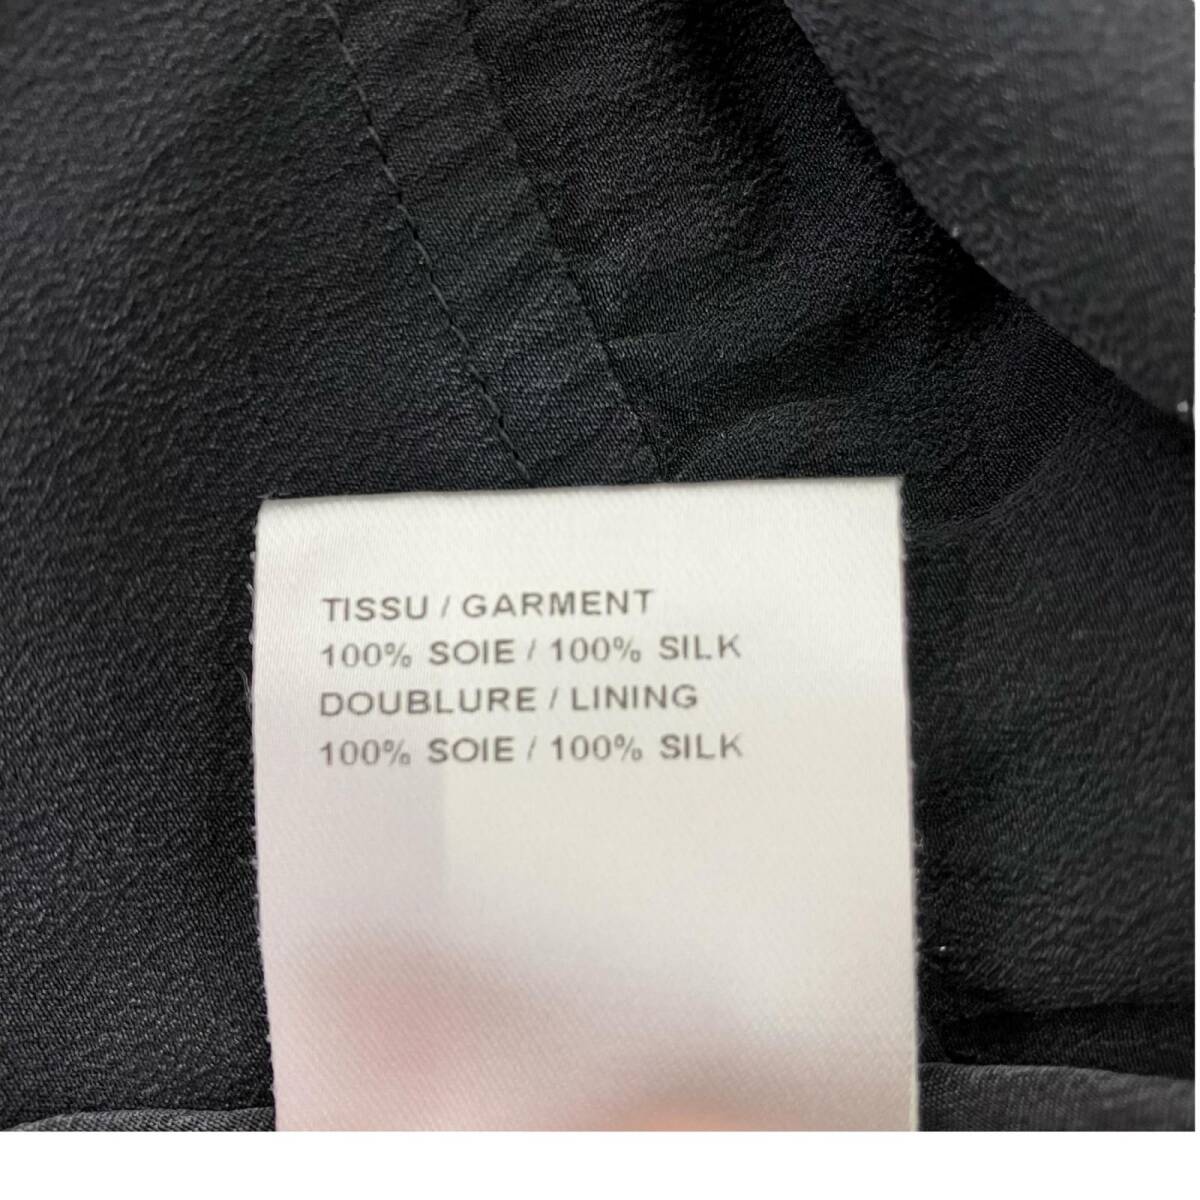 TISSU / GARMENT
100% SOIE / 100% SILK
DOUBLURE / LINING
100% SOIE / 100% SILK